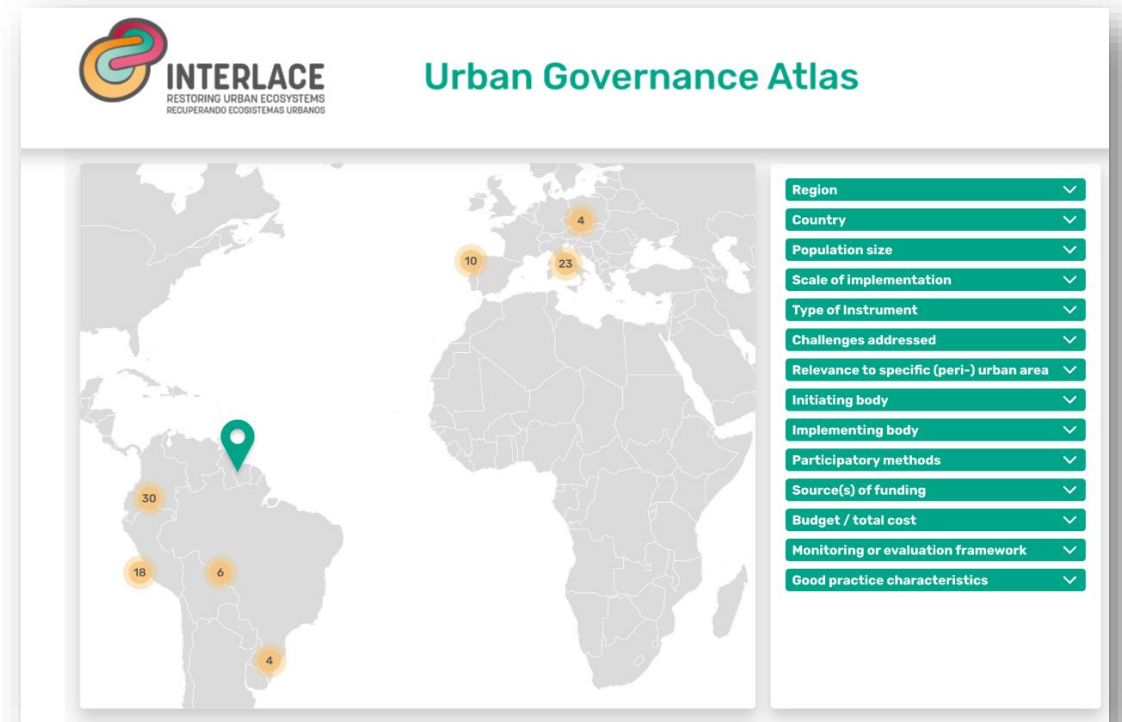 INTERLACE
RESTORING URBAN ECOSYSTEMS
RECUPERANDO ECOSISTEMAS URBANOS
Urban Governance Atlas
4
10
23
30
18
6
4
Region
Country
Population size
Scale of implementation
Type of Instrument
Challenges addressed
Relevance to specific (peri-) urban area
Initiating body
Implementing body
Participatory methods
Source(s) of funding
Budget / total cost
Monitoring or evaluation framework
Good practice characteristics